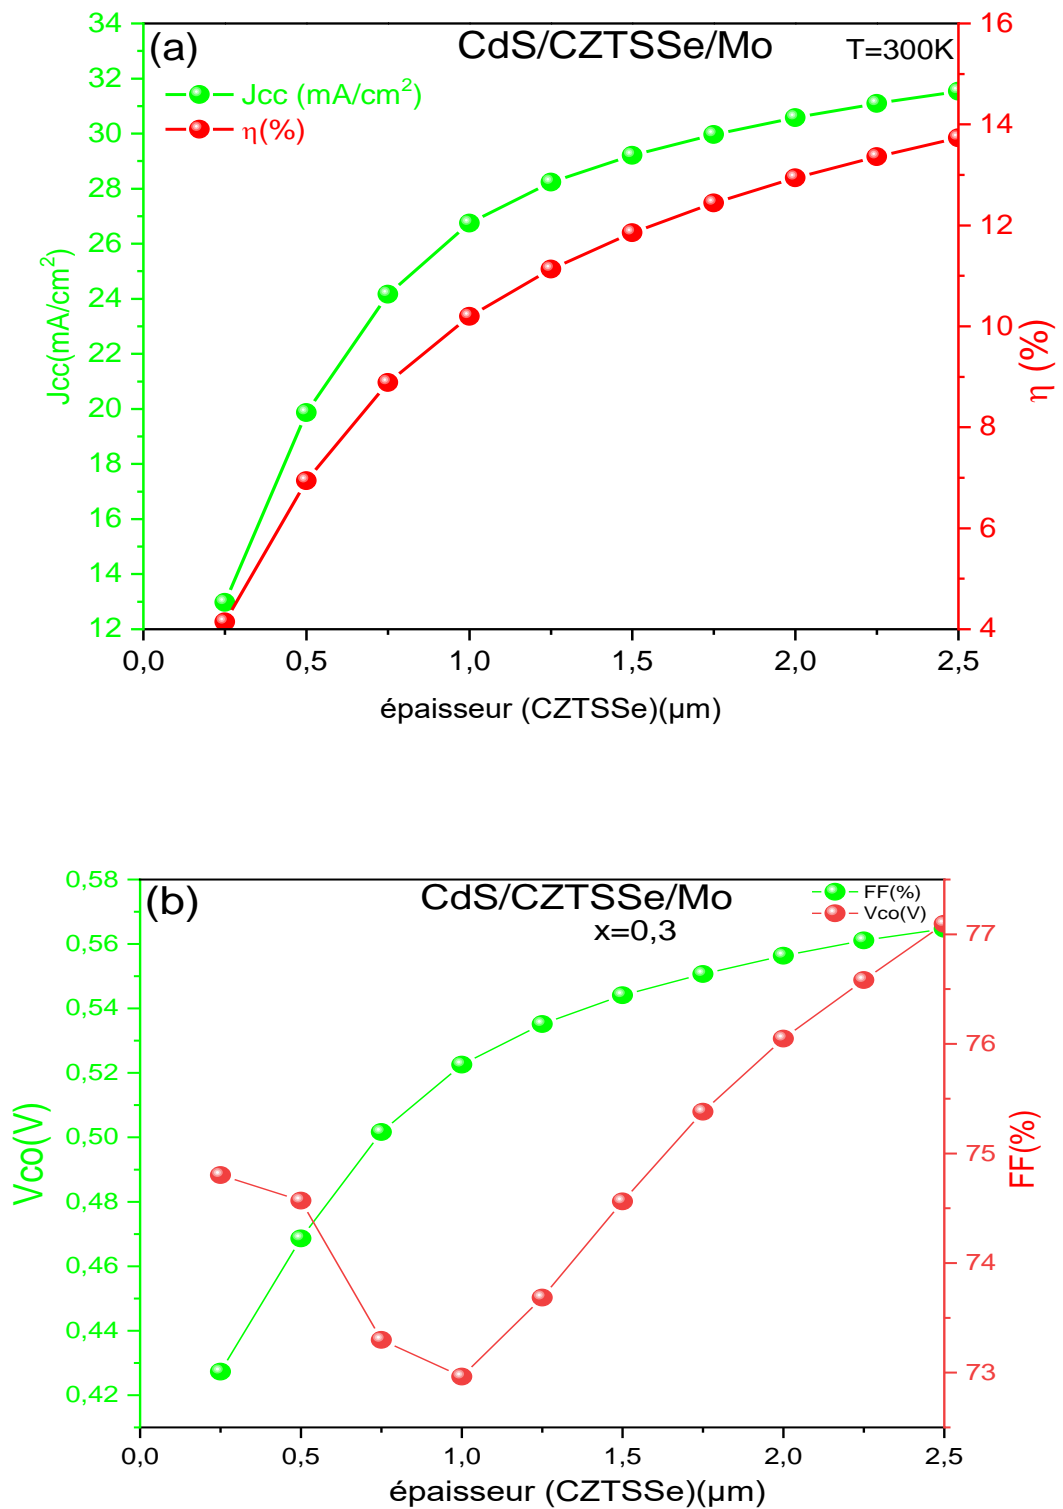 (a) CdS/CZTSSe/Mo T=300K
Jcc (mA/cm²)
η(%)
34
32
30
28
26
24
22
20
18
16
14
12
Jcc(mA/cm²)
16
14
12
10
8
6
4
η (%)
0,0 0,5 1,0 1,5 2,0 2,5
épaisseur (CZTSSe)(μm)
(b) CdS/CZTSSe/Mo
x=0,3
FF(%)
Vco(V)
0,58
0,56
0,54
0,52
0,50
0,48
0,46
0,44
0,42
Vco(V)
77
76
75
74
73
FF(%)
0,0 0,5 1,0 1,5 2,0 2,5
épaisseur (CZTSSe)(μm)